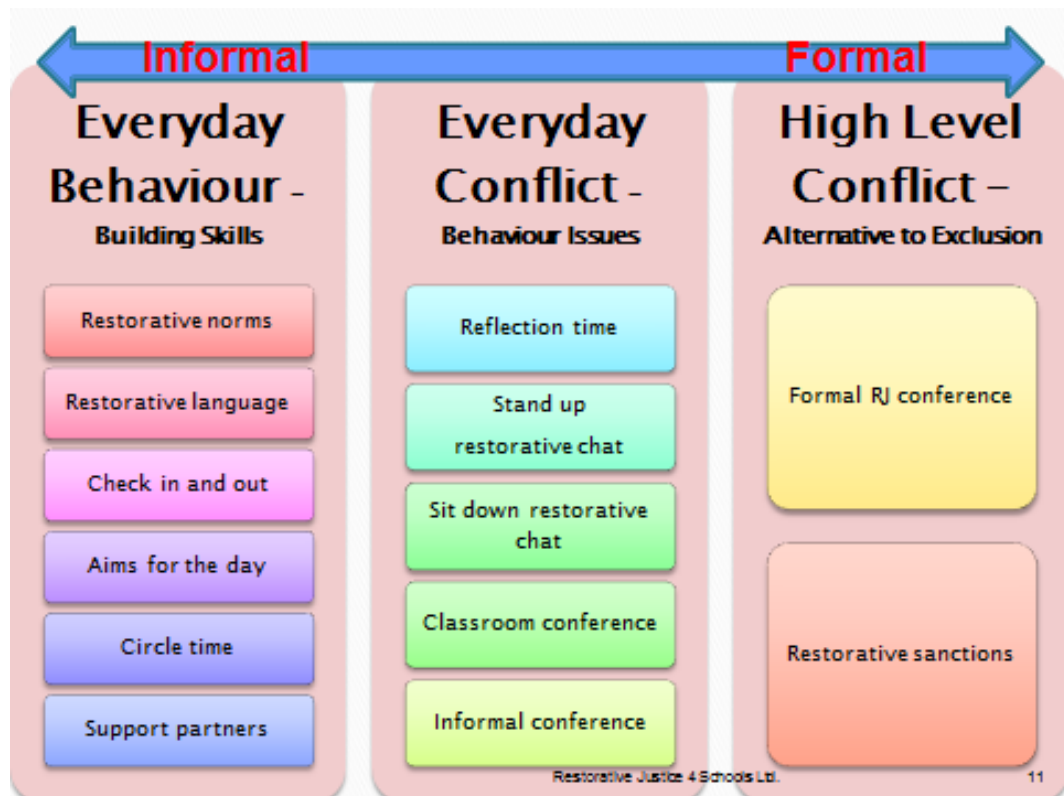 Informal
Formal
Everyday
Behaviour -
Building Skills
Restorative norms
Restorative language
Check in and out
Aims for the day
Circle time
Support partners
Everyday
Conflict -
Behaviour Issues
Reflection time
Stand up
restorative chat
Sit down restorative
chat
Classroom conference
Informal conference
High Level
Conflict –
Alternative to Exclusion
Formal RJ conference
Restorative sanctions
Restorative Justice 4 Schools Ltd.
11